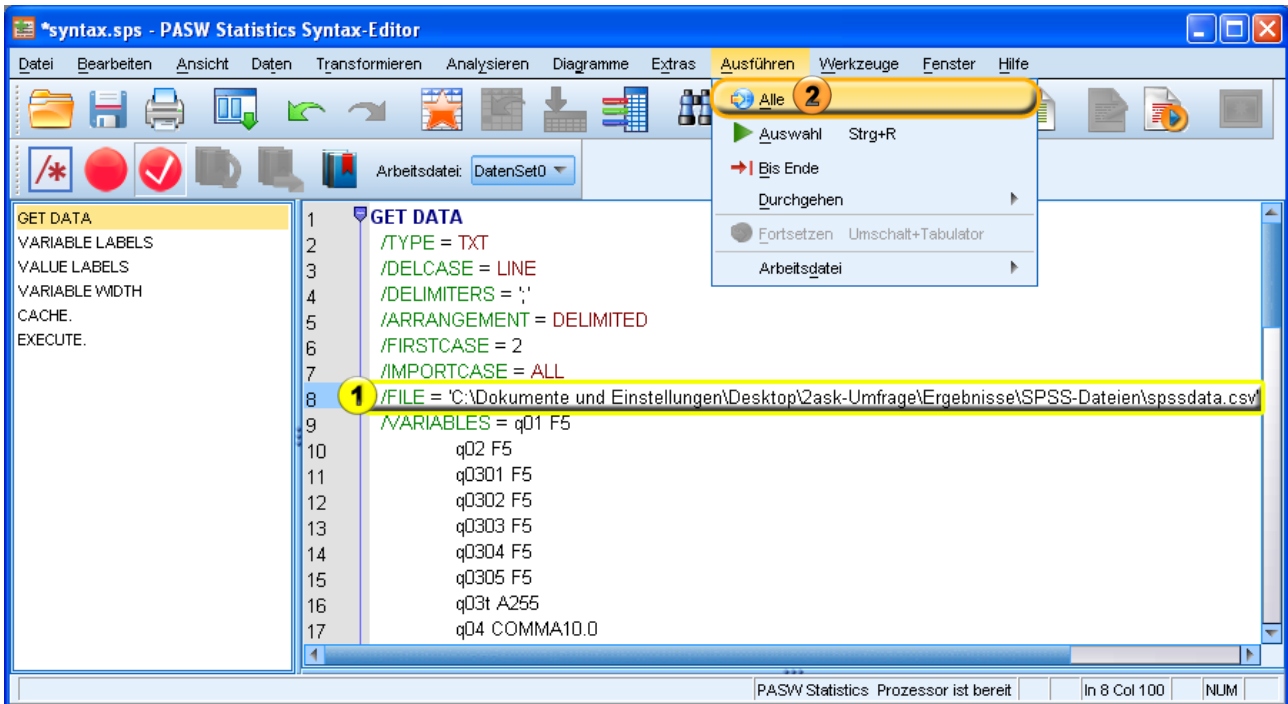 *syntax.sps - PASW Statistics Syntax-Editor
Datei Bearbeiten Ansicht Daten Transformieren Analysieren Diagramme Extras Ausführen Werkzeuge Fenster Hilfe
Alle 2
Auswahl Strg+R
Bis Ende
Durchgehen
Fortsetzen Umschalt+Tabulator
Arbeitsdatei
/*
Arbeitsdatei: DatenSet0
GET DATA
VARIABLE LABELS
VALUE LABELS
VARIABLE WIDTH
CACHE.
EXECUTE.
1 GET DATA
2 /TYPE = TXT
3 /DELCASE = LINE
4 /DELIMITERS = ';'
5 /ARRANGEMENT = DELIMITED
6 /FIRSTCASE = 2
7 /IMPORTCASE = ALL
8 1 /FILE = 'C:\Dokumente und Einstellungen\Desktop\2ask-Umfrage\Ergebnisse\SPSS-Dateien\spssdata.csv'
9 /VARIABLES = q01 F5
10 q02 F5
11 q0301 F5
12 q0302 F5
13 q0303 F5
14 q0304 F5
15 q0305 F5
16 q03t A255
17 q04 COMMA10.0
PASW Statistics Prozessor ist bereit In 8 Col 100 NUM